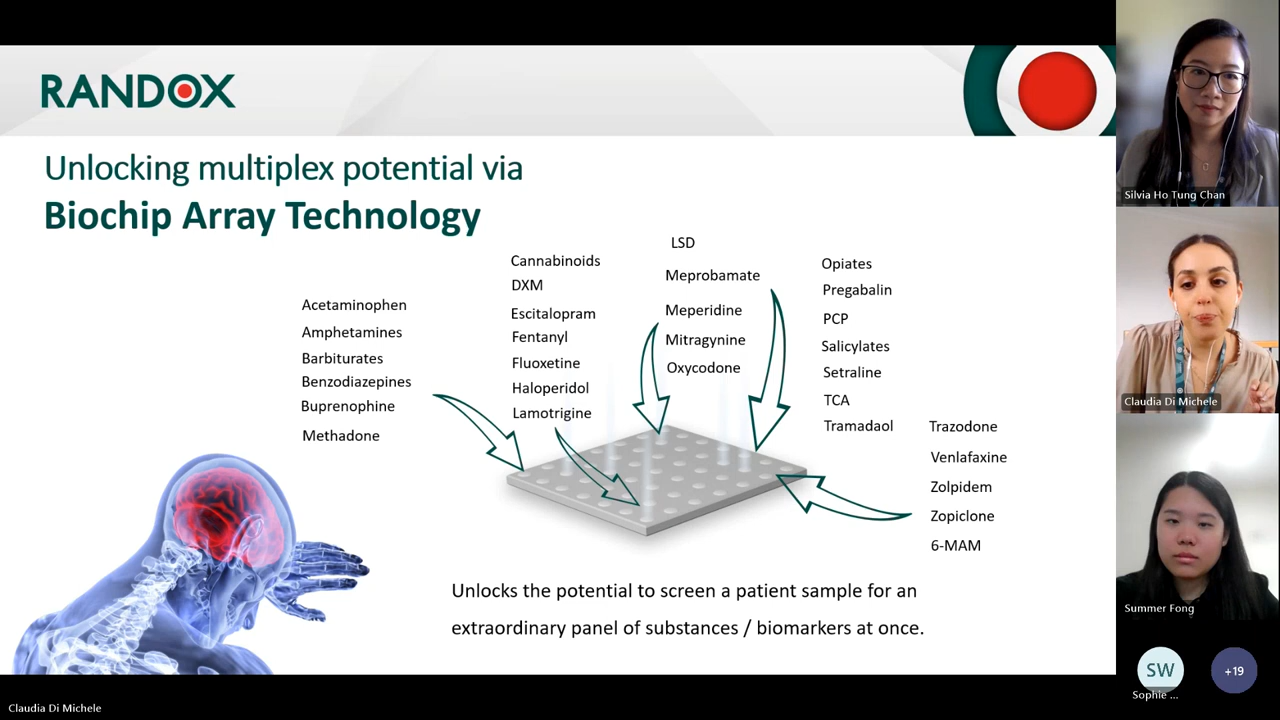 RANDOX
Unlocking multiplex potential via
Biochip Array Technology
Acetaminophen
Amphetamines
Barbiturates
Benzodiazepines
Buprenophine
Methadone
Cannabinoids
DXM
Escitalopram
Fentanyl
Fluoxetine
Haloperidol
Lamotrigine
LSD
Meprobamate
Meperidine
Mitragynine
Oxycodone
Opiates
Pregabalin
PCP
Salicylates
Setraline
TCA
Tramadaol
Trazodone
Venlafaxine
Zolpidem
Zopiclone
6-MAM
Unlocks the potential to screen a patient sample for an
extraordinary panel of substances / biomarkers at once.
Silvia Ho Tung Chan
Claudia Di Michele
Summer Fong
SW
Sophie ...
+19
Claudia Di Michele